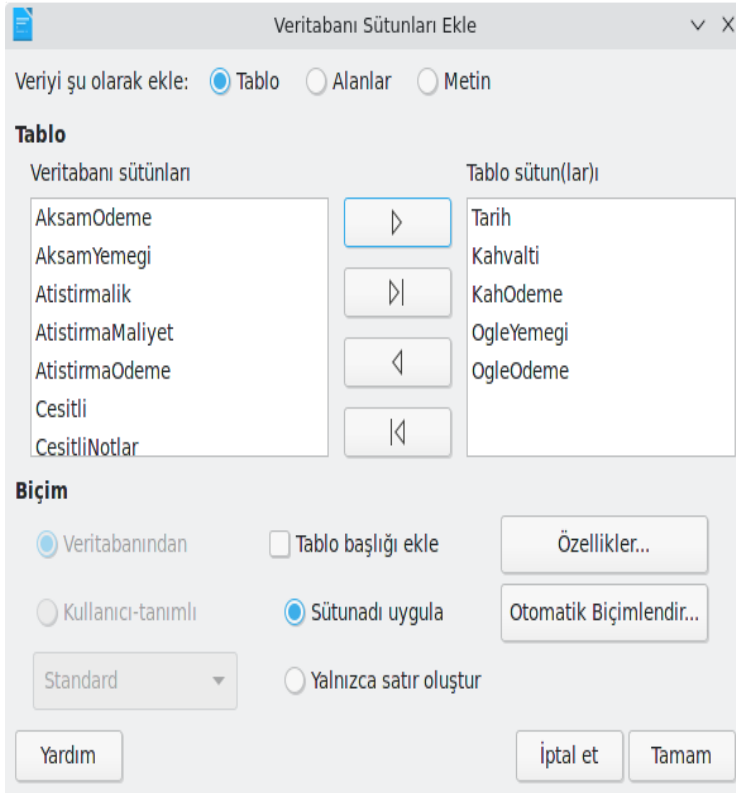 Veritabanı Sütunları Ekle
Veriyi şu olarak ekle: Tablo Alanlar Metin
Tablo
Veritabanı sütünları Tablo sütun(lar)ı
AksamOdeme Tarih
AksamYemegi Kahvalti
Atistirmalik KahOdeme
AtistirmaMaliyet OgleYemegi
AtistirmaOdeme OgleOdeme
Cesitli
CesitliNotlar
Biçim
Veritabanından Tablo başlığı ekle Özellikler...
Kullanıcı-tanımlı Sütunadı uygula Otomatik Biçimlendir...
Standard Yalnızca satır oluştur
Yardım İptal et Tamam